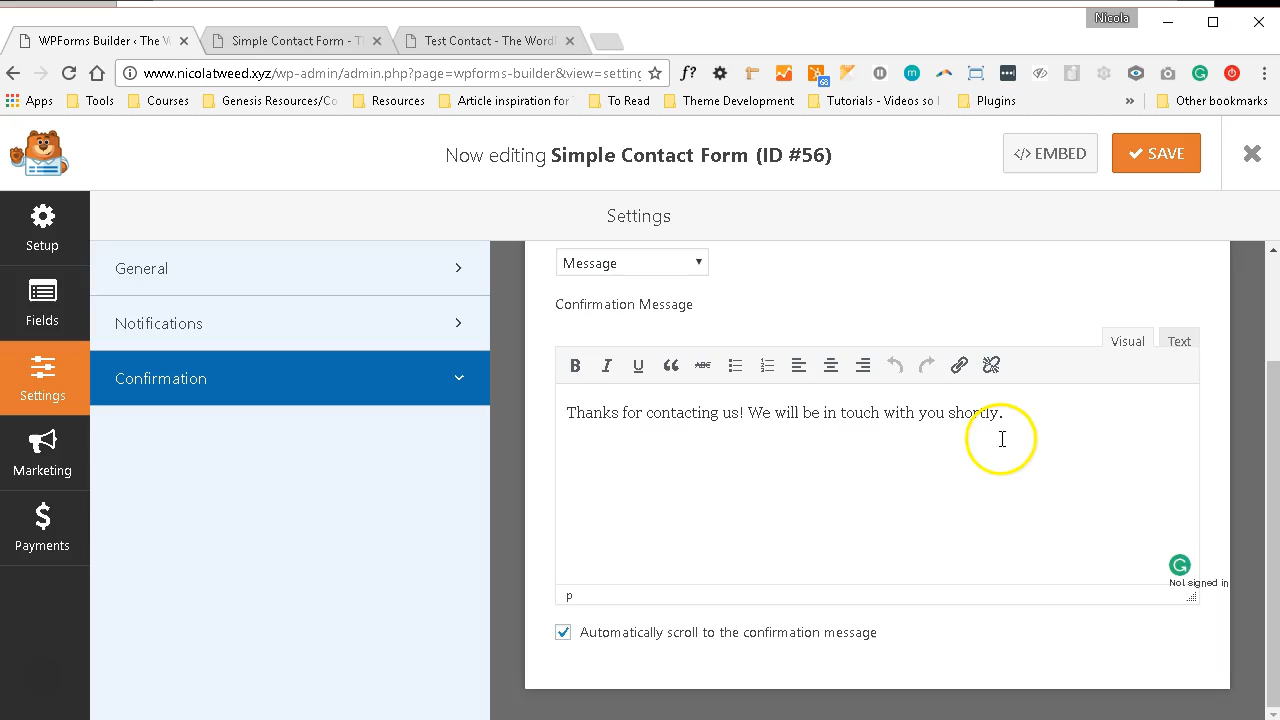 Nicola
WPForms Builder ‹ The W
Simple Contact Form - T
Test Contact - The Word
www.nicolatweed.xyz/wp-admin/admin.php?page=wpforms-builder&view=setting
f?
68
m
G
Apps
Tools
Courses
Genesis Resources/Co
Resources
Article inspiration for
To Read
Theme Development
Tutorials, Videos so I
Plugins
»
Other bookmarks
Now editing Simple Contact Form (ID #56)
</> EMBED
SAVE
Settings
Setup
Fields
Settings
Marketing
Payments
General
Notifications
Confirmation
Message
Confirmation Message
Visual
Text
B I U ABC
Thanks for contacting us! We will be in touch with you shortly.
G
Not signed in
p
Automatically scroll to the confirmation message